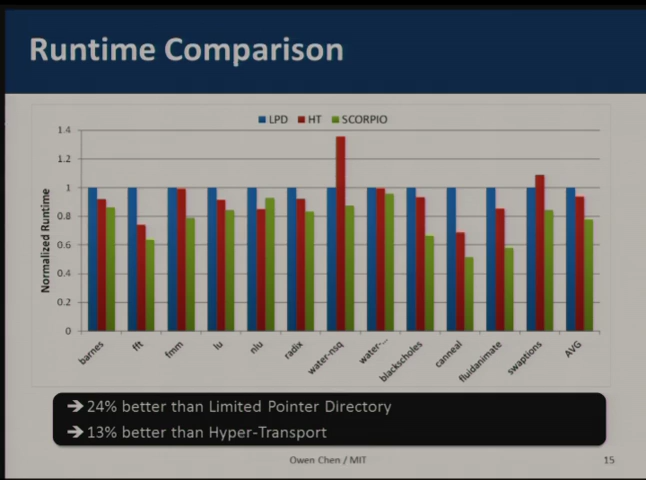 Runtime Comparison
LPD HT SCORPIO
1.4
1.2
1
0.8
0.6
0.4
0.2
0
Normalized Runtime
barnes
fft
fmm
lu
nlu
radix
water-nsq
water-...
blackscholes
canneal
fluidanimate
swaptions
AVG
➔ 24% better than Limited Pointer Directory
➔ 13% better than Hyper-Transport
Owen Chen / MIT
15